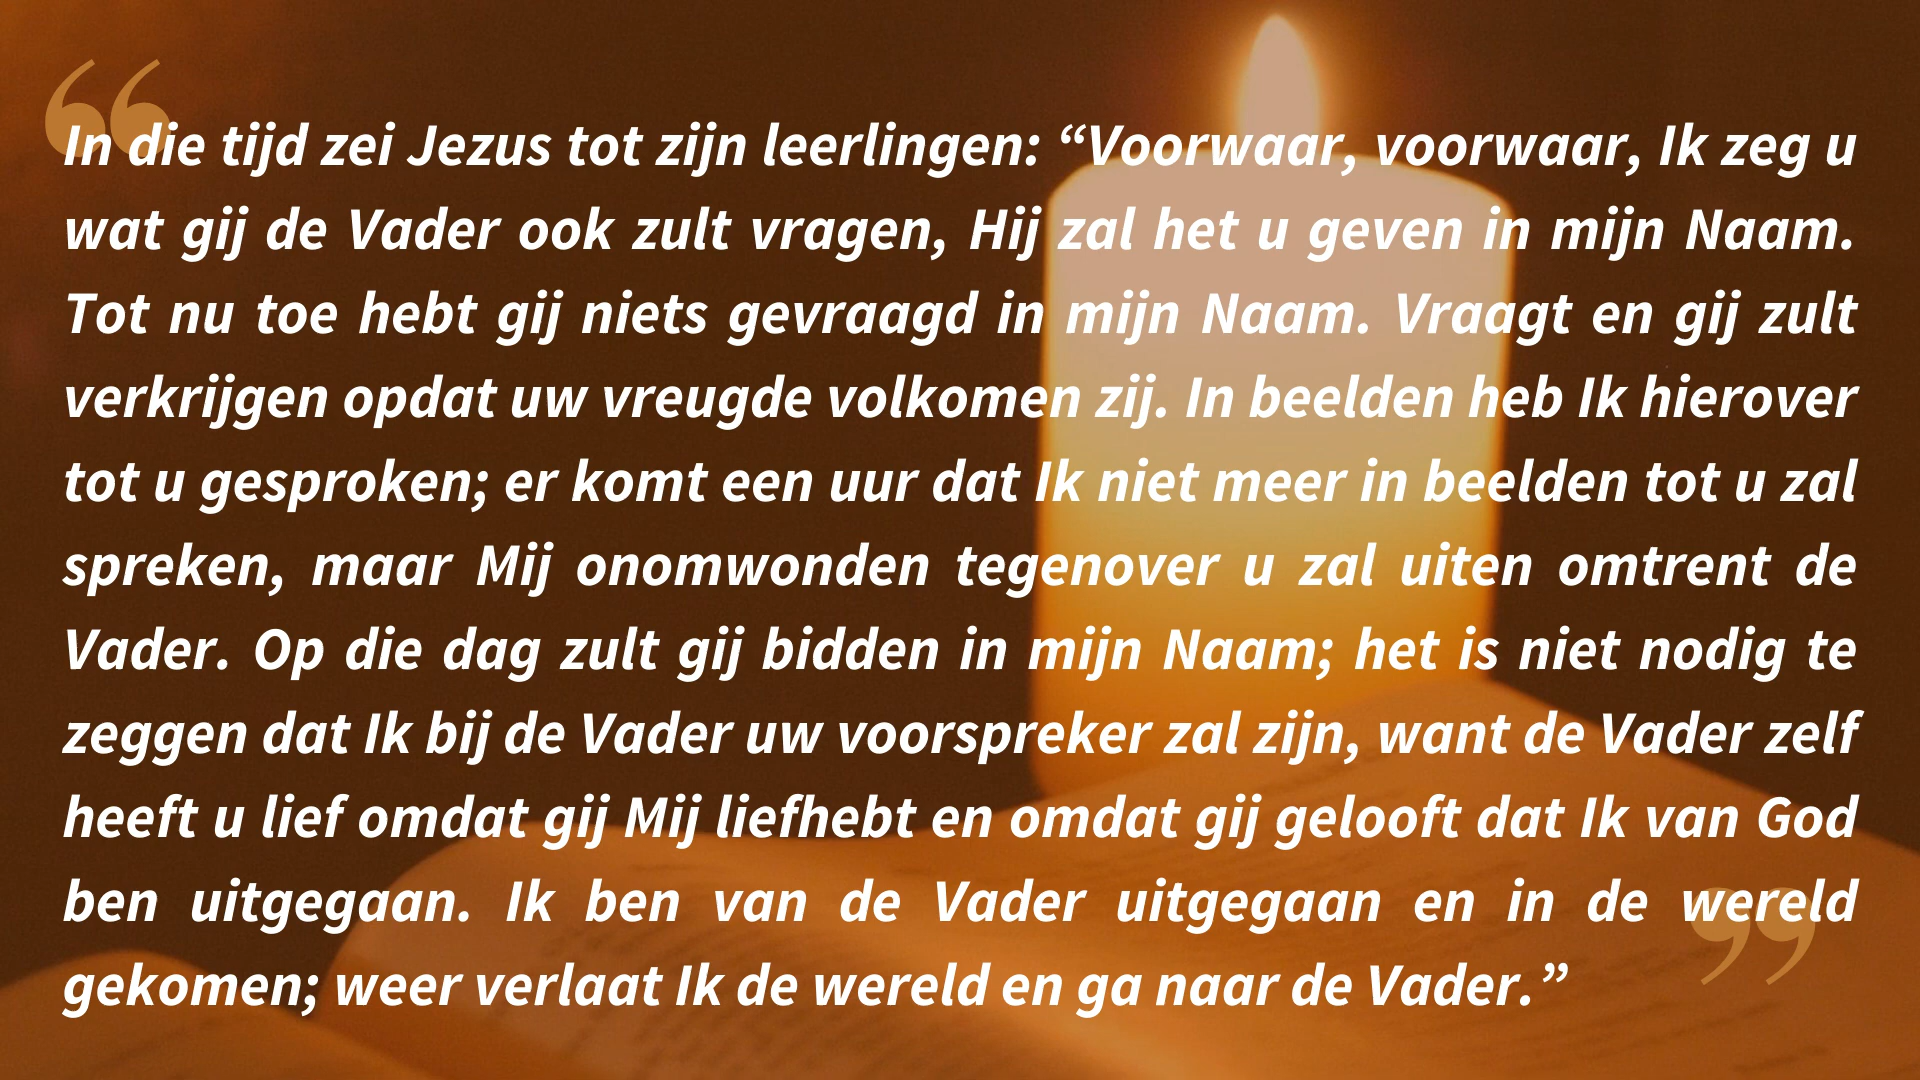 In die tijd zei Jezus tot zijn leerlingen: “Voorwaar, voorwaar, Ik zeg u
wat gij de Vader ook zult vragen, Hij zal het u geven in mijn Naam.
Tot nu toe hebt gij niets gevraagd in mijn Naam. Vraagt en gij zult
verkrijgen opdat uw vreugde volkomen zij. In beelden heb Ik hierover
tot u gesproken; er komt een uur dat Ik niet meer in beelden tot u zal
spreken, maar Mij onomwonden tegenover u zal uiten omtrent de
Vader. Op die dag zult gij bidden in mijn Naam; het is niet nodig te
zeggen dat Ik bij de Vader uw voorspreker zal zijn, want de Vader zelf
heeft u lief omdat gij Mij liefhebt en omdat gij gelooft dat Ik van God
ben uitgegaan. Ik ben van de Vader uitgegaan en in de wereld
gekomen; weer verlaat Ik de wereld en ga naar de Vader.”